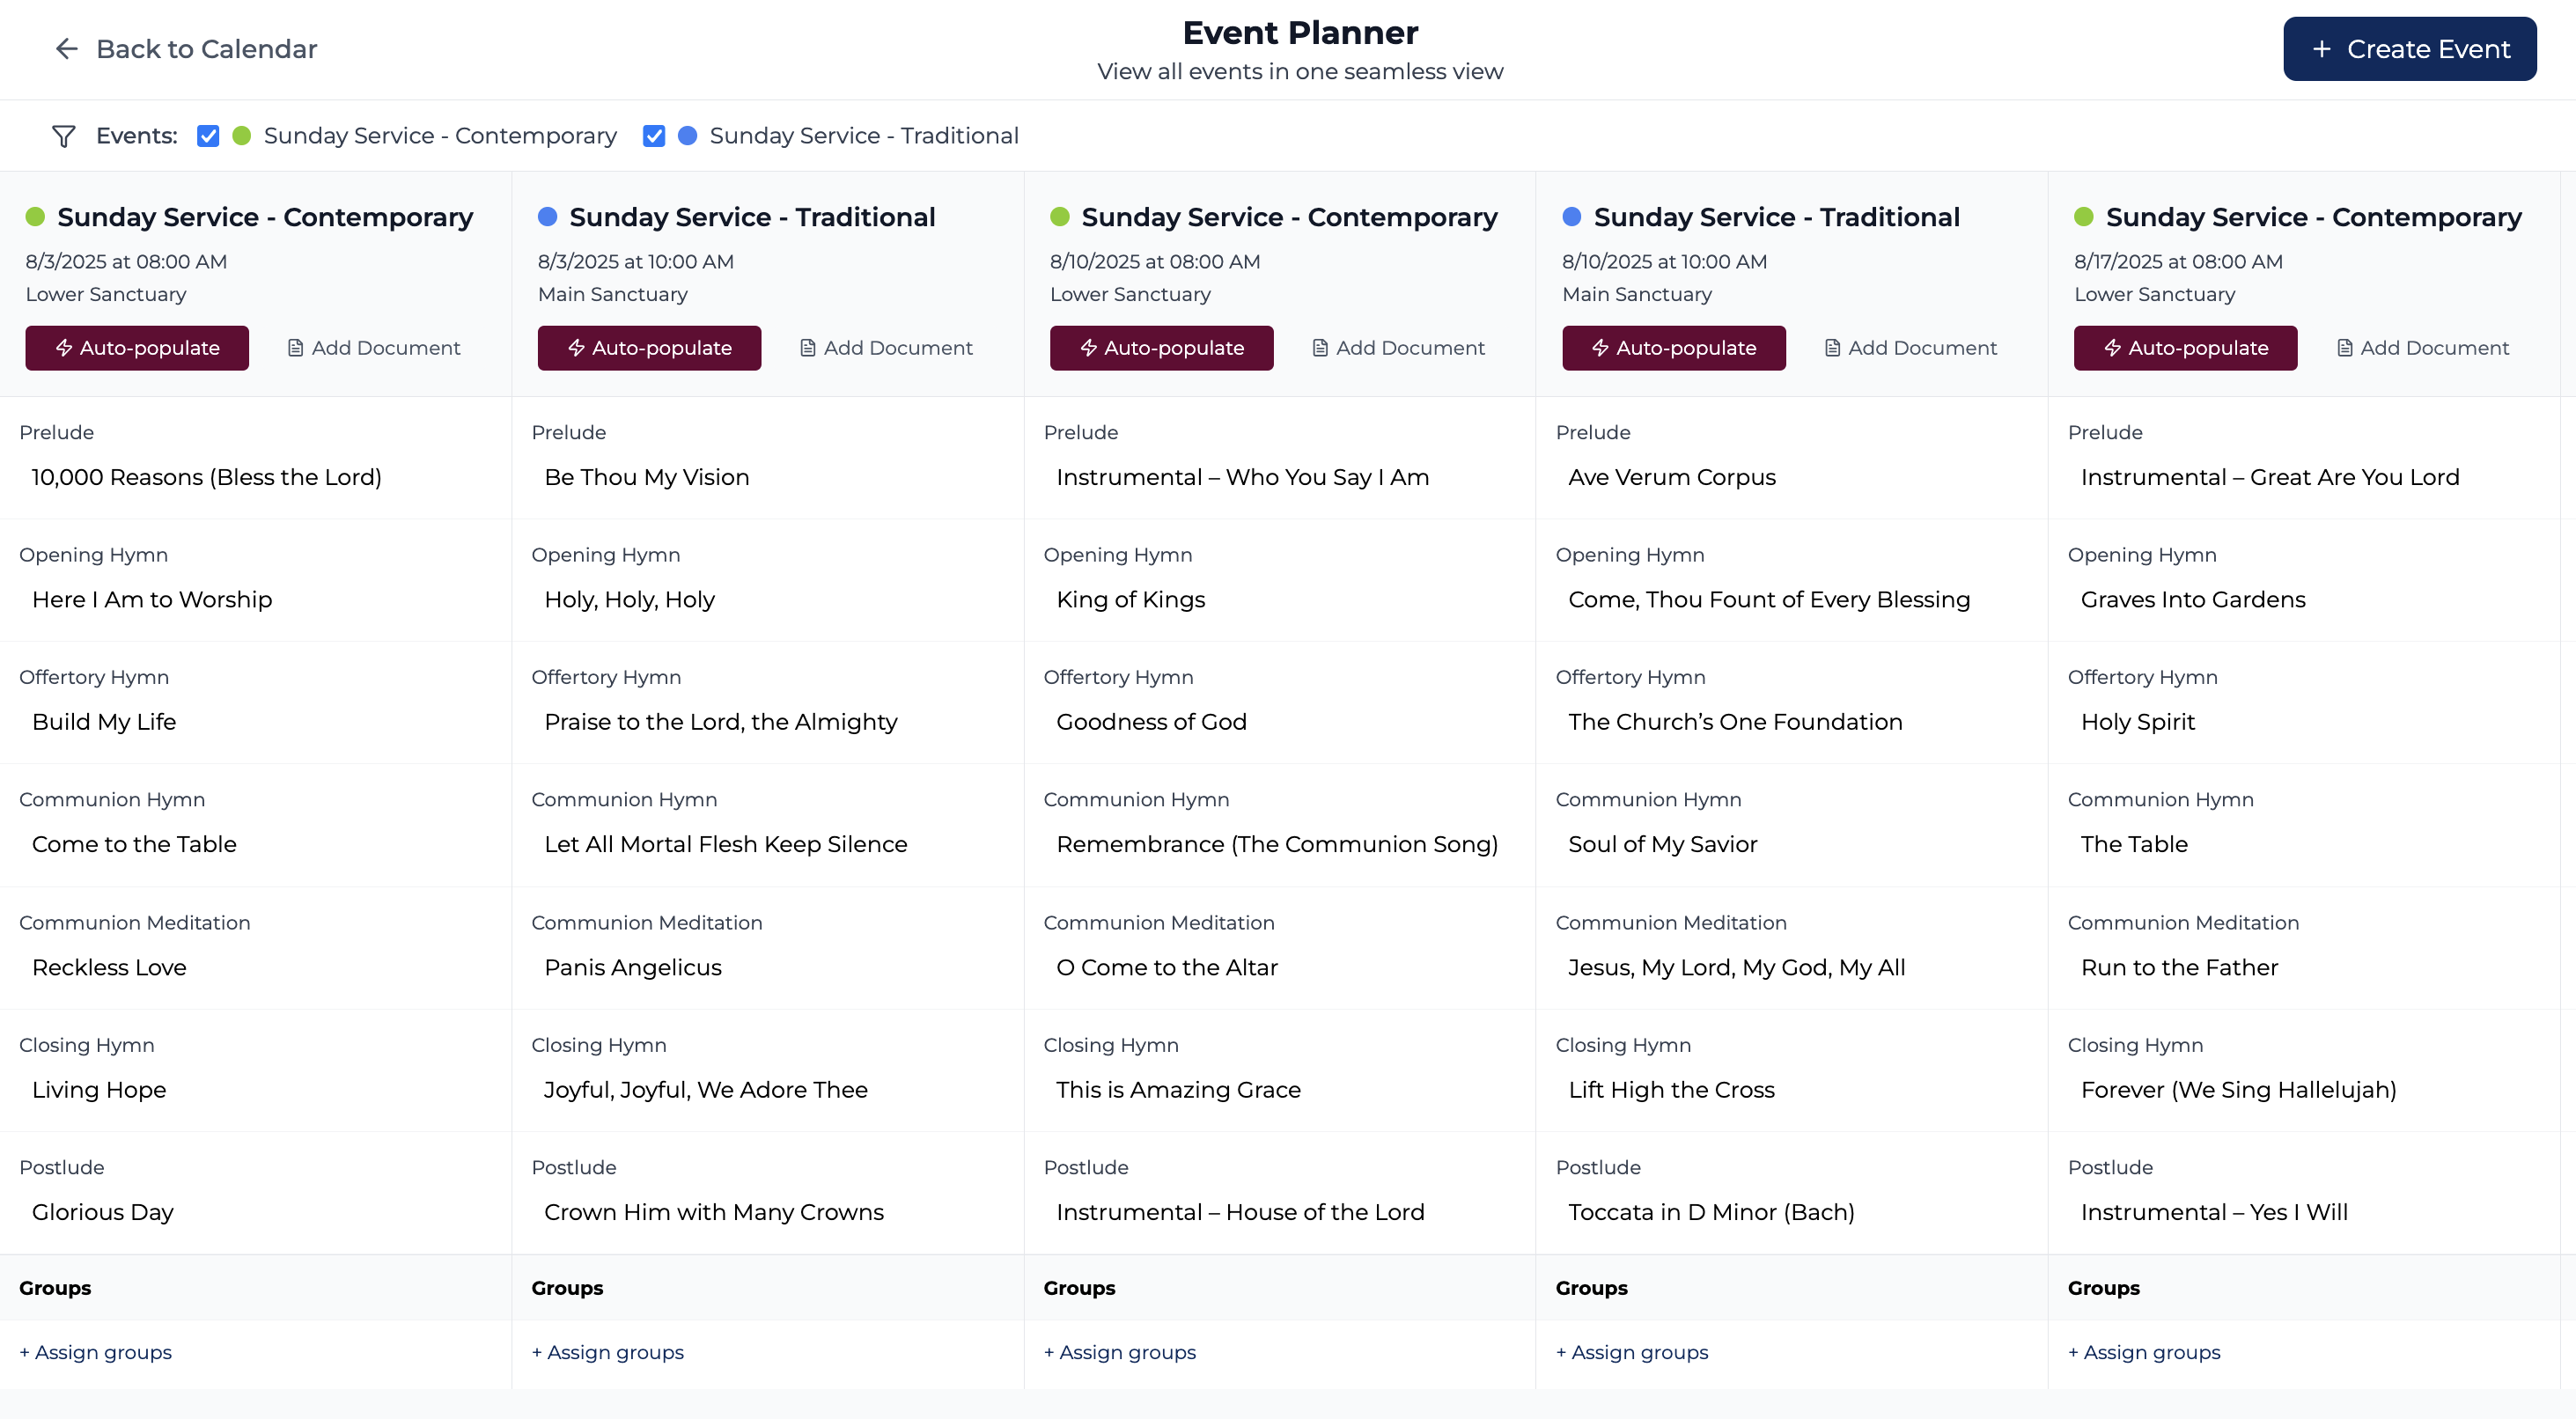 Back to Calendar
Event Planner
View all events in one seamless view
+ Create Event
Events: Sunday Service - Contemporary Sunday Service - Traditional
Sunday Service - Contemporary
8/3/2025 at 08:00 AM
Lower Sanctuary
Auto-populate Add Document
Prelude
10,000 Reasons (Bless the Lord)
Opening Hymn
Here I Am to Worship
Offertory Hymn
Build My Life
Communion Hymn
Come to the Table
Communion Meditation
Reckless Love
Closing Hymn
Living Hope
Postlude
Glorious Day
Groups
+ Assign groups
Sunday Service - Traditional
8/3/2025 at 10:00 AM
Main Sanctuary
Auto-populate Add Document
Prelude
Be Thou My Vision
Opening Hymn
Holy, Holy, Holy
Offertory Hymn
Praise to the Lord, the Almighty
Communion Hymn
Let All Mortal Flesh Keep Silence
Communion Meditation
Panis Angelicus
Closing Hymn
Joyful, Joyful, We Adore Thee
Postlude
Crown Him with Many Crowns
Groups
+ Assign groups
Sunday Service - Contemporary
8/10/2025 at 08:00 AM
Lower Sanctuary
Auto-populate Add Document
Prelude
Instrumental – Who You Say I Am
Opening Hymn
King of Kings
Offertory Hymn
Goodness of God
Communion Hymn
Remembrance (The Communion Song)
Communion Meditation
O Come to the Altar
Closing Hymn
This is Amazing Grace
Postlude
Instrumental – House of the Lord
Groups
+ Assign groups
Sunday Service - Traditional
8/10/2025 at 10:00 AM
Main Sanctuary
Auto-populate Add Document
Prelude
Ave Verum Corpus
Opening Hymn
Come, Thou Fount of Every Blessing
Offertory Hymn
The Church’s One Foundation
Communion Hymn
Soul of My Savior
Communion Meditation
Jesus, My Lord, My God, My All
Closing Hymn
Lift High the Cross
Postlude
Toccata in D Minor (Bach)
Groups
+ Assign groups
Sunday Service - Contemporary
8/17/2025 at 08:00 AM
Lower Sanctuary
Auto-populate Add Document
Prelude
Instrumental – Great Are You Lord
Opening Hymn
Graves Into Gardens
Offertory Hymn
Holy Spirit
Communion Hymn
The Table
Communion Meditation
Run to the Father
Closing Hymn
Forever (We Sing Hallelujah)
Postlude
Instrumental – Yes I Will
Groups
+ Assign groups